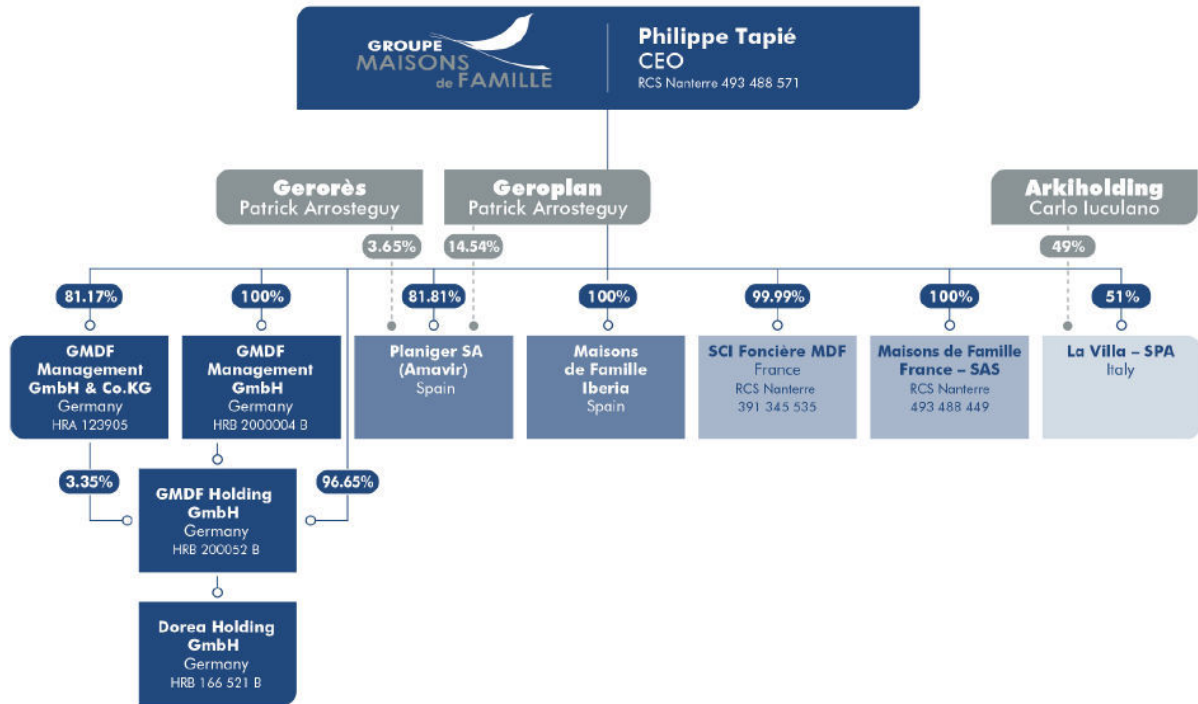 GROUPE
MAISONS
de FAMILLE
Philippe Tapié
CEO
RCS Nanterre 493 488 571
Gerorès
Patrick Arrosteguy
Geroplan
Patrick Arrosteguy
Arkiholding
Carlo Iuculano
3.65%
14.54%
49%
81.17%
100%
81.81%
100%
99.99%
100%
51%
GMDF
Management
GmbH & Co.KG
Germany
HRA 123905
GMDF
Management
GmbH
Germany
HRB 2000004 B
Planiger SA
(Amavir)
Spain
Maisons
de Famille
Iberia
Spain
SCI Foncière MDF
France
RCS Nanterre
391 345 535
Maisons de Famille
France – SAS
RCS Nanterre
493 488 449
La Villa – SPA
Italy
3.35%
96.65%
GMDF Holding
GmbH
Germany
HRB 200052 B
Dorea Holding
GmbH
Germany
HRB 166 521 B